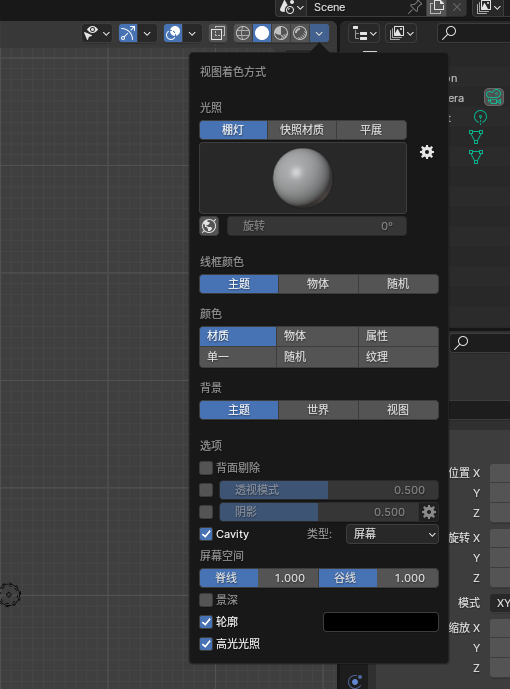 Scene
视图着色方式
光照
棚灯 快照材质 平展
旋转 0°
线框颜色
主题 物体 随机
颜色
材质 物体 属性
单一 随机 纹理
背景
主题 世界 视图
选项
背面剔除
透视模式 0.500
阴影 0.500
Cavity 类型: 屏幕
屏幕空间
脊线 1.000 谷线 1.000
景深
轮廓
高光光照
on
era
t
位置 X
Y
Z
旋转 X
Y
Z
模式 XY
缩放 X
Y
Z